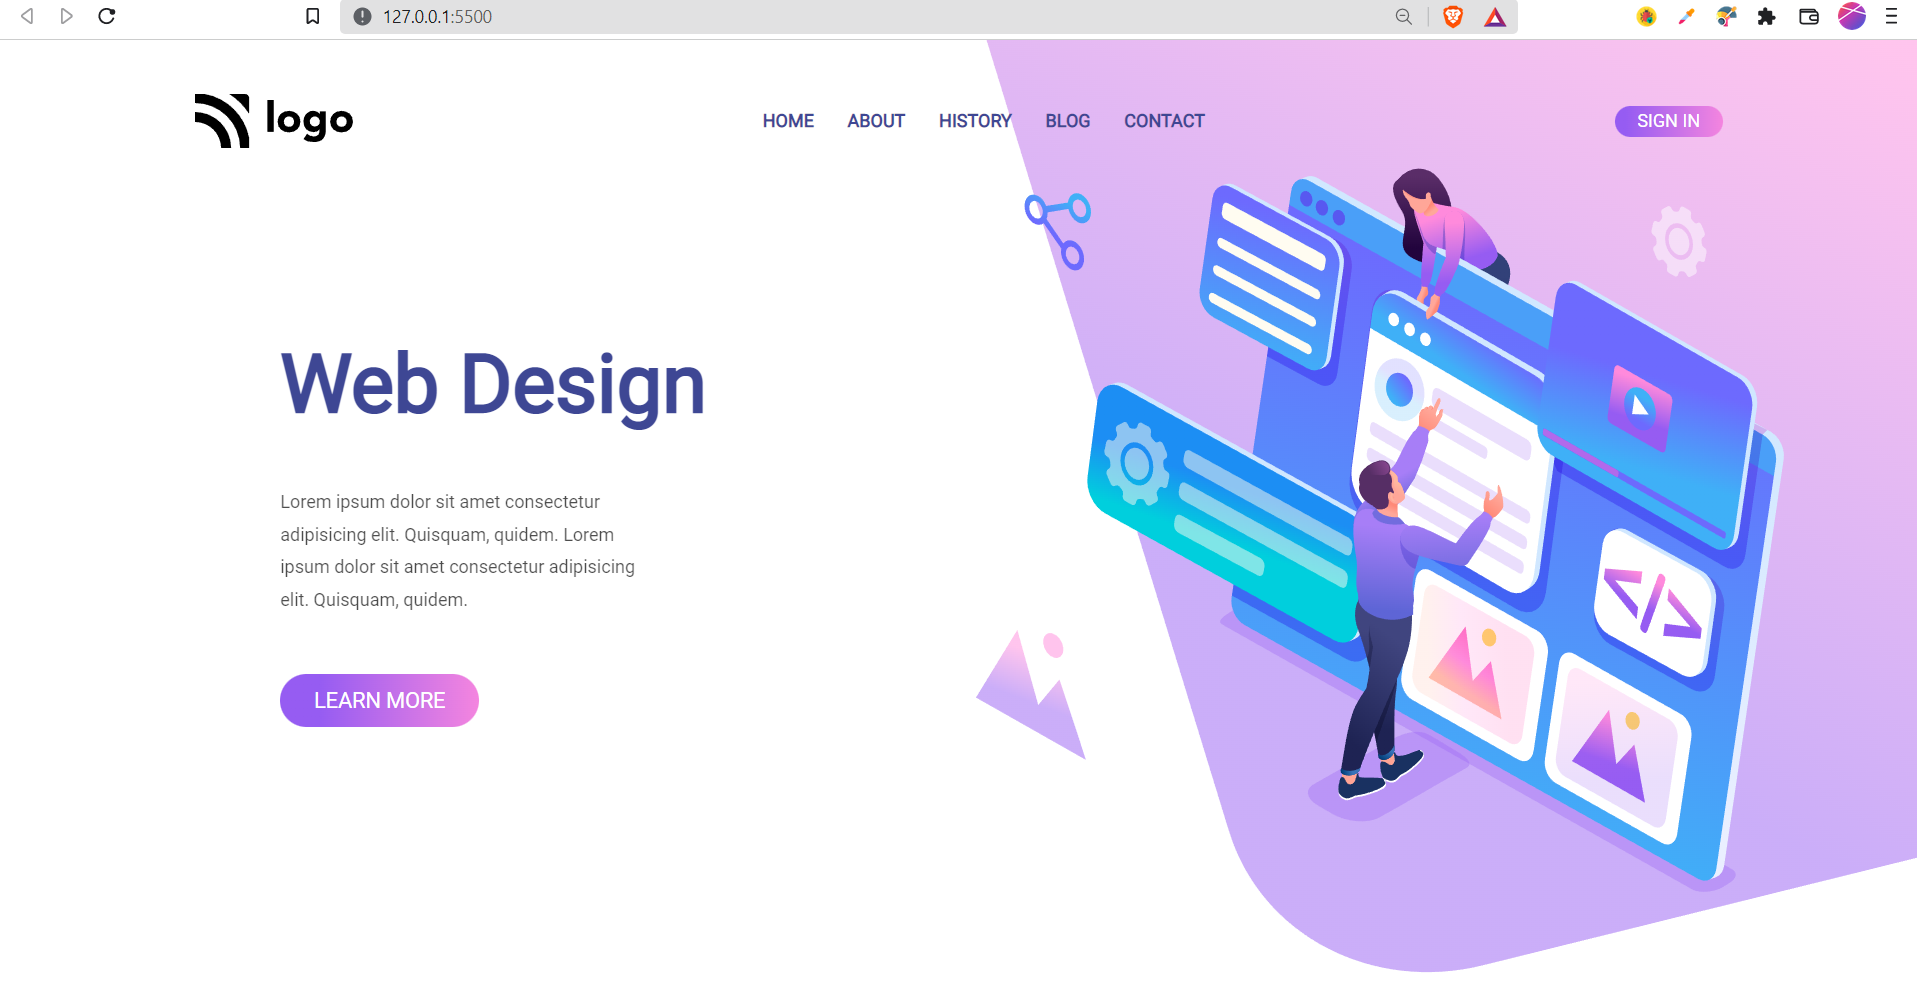 127.0.0.1:5500
logo
HOME ABOUT HISTORY BLOG CONTACT
SIGN IN
Web Design
Lorem ipsum dolor sit amet consectetur
adipisicing elit. Quisquam, quidem. Lorem
ipsum dolor sit amet consectetur adipisicing
elit. Quisquam, quidem.
LEARN MORE
</>